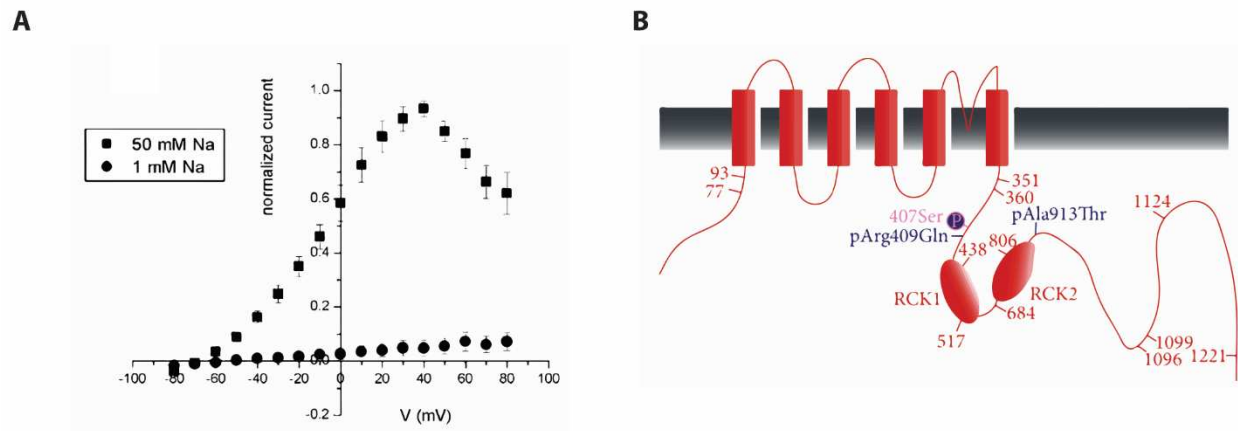 A
B
normalized current
50 mM Na
1 mM Na
1.0
0.8
0.6
0.4
0.2
0.0
-0.2
-100 -80 -60 -40 -20 0 20 40 60 80 100
V (mV)
93
77
351
360
407Ser P
pArg409Gln
pAla913Thr
438
806
RCK1
RCK2
684
517
1124
1099
1096
1221